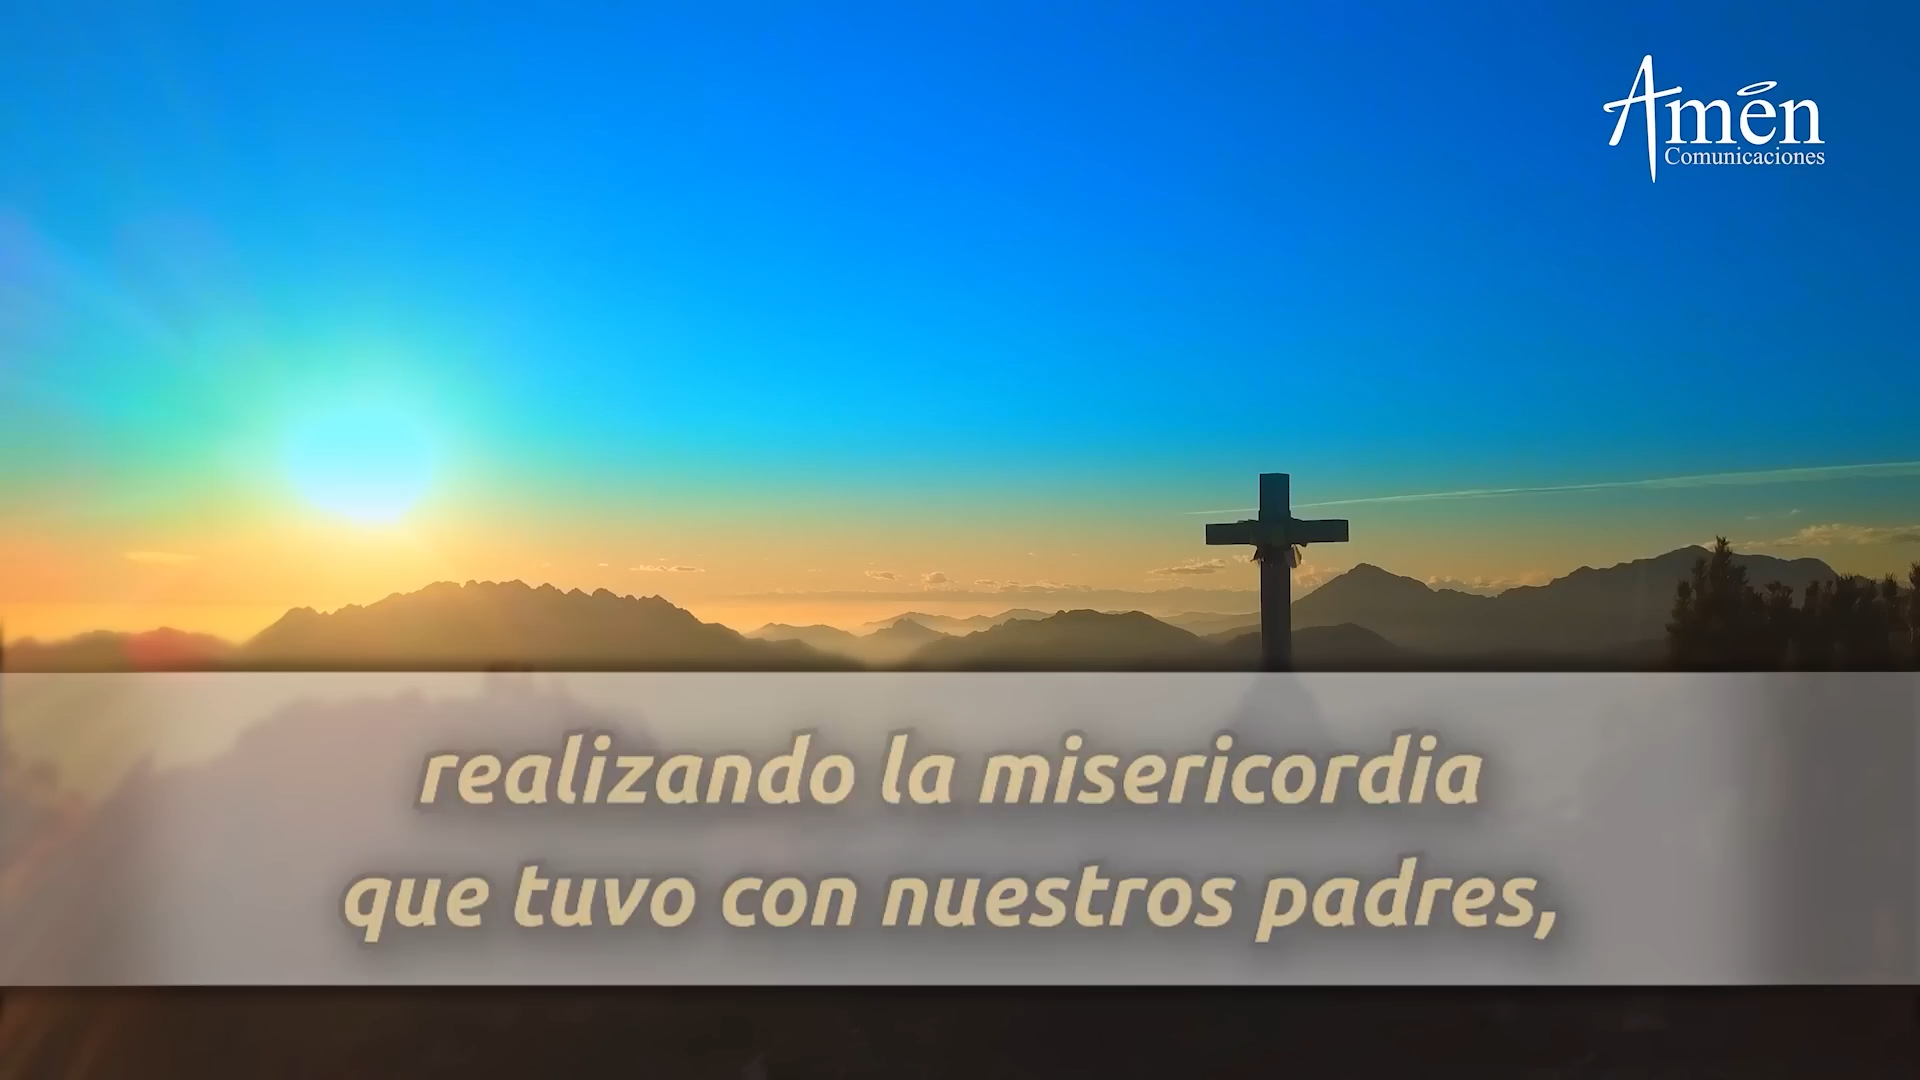 Amén
Comunicaciones
realizando la misericordia
que tuvo con nuestros padres,